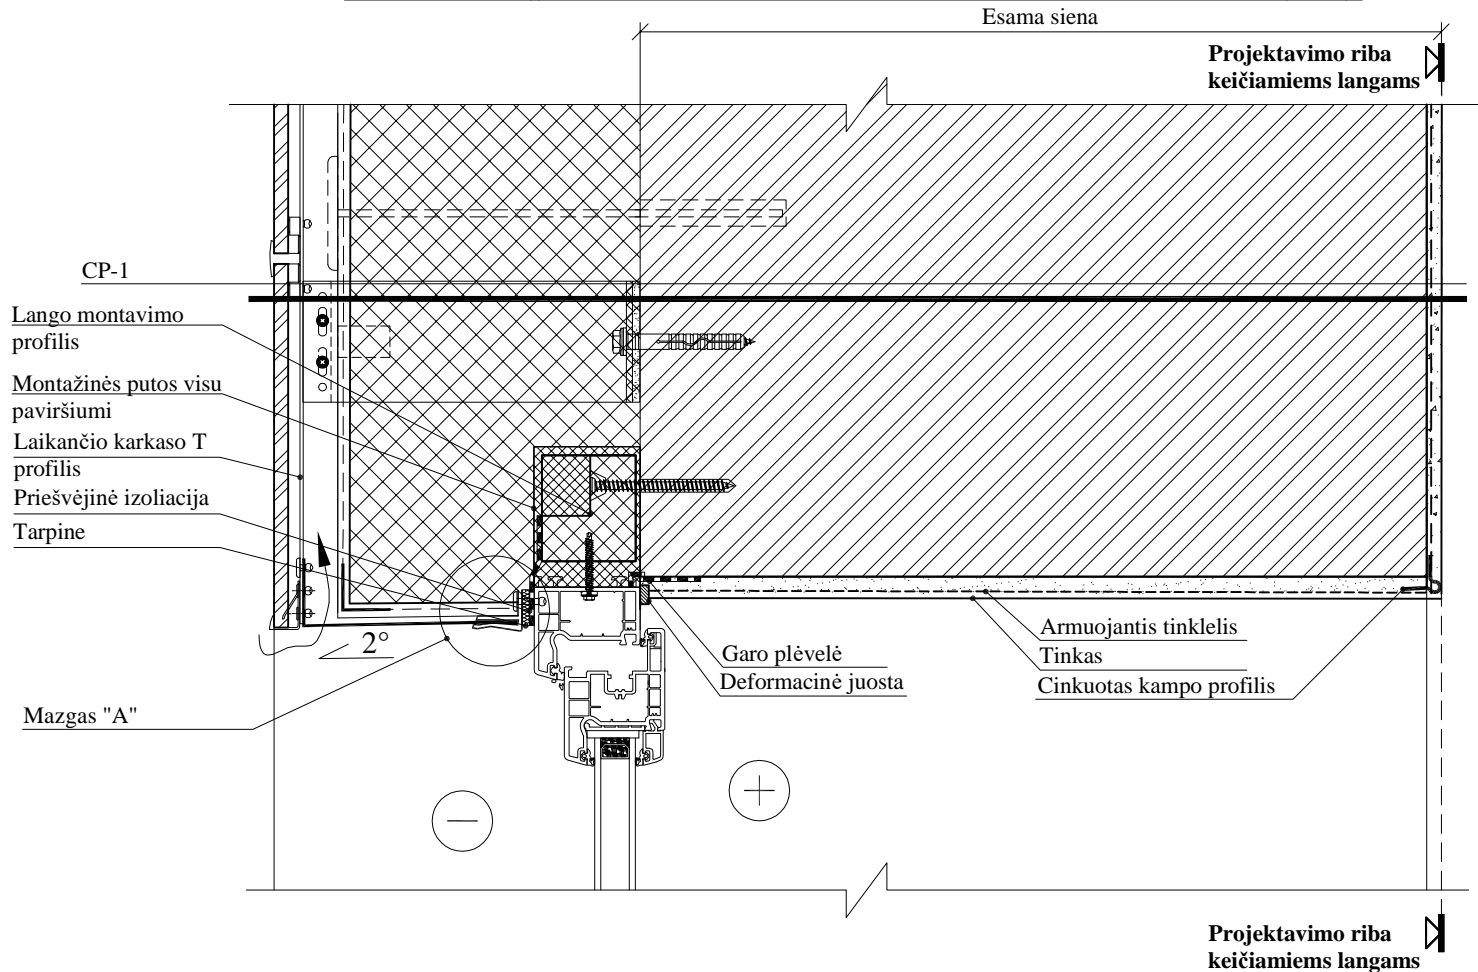 Esama siena
Projektavimo riba
keičiamiems langams
CP-1
Lango montavimo
profilis
Montažinės putos visu
paviršiumi
Laikančio karkaso T
profilis
Priešvėjinė izoliacija
Tarpine
2°
Mazgas "A"
Garo plėvelė
Deformacinė juosta
Armuojantis tinklelis
Tinkas
Cinkuotas kampo profilis
Projektavimo riba
keičiamiems langams